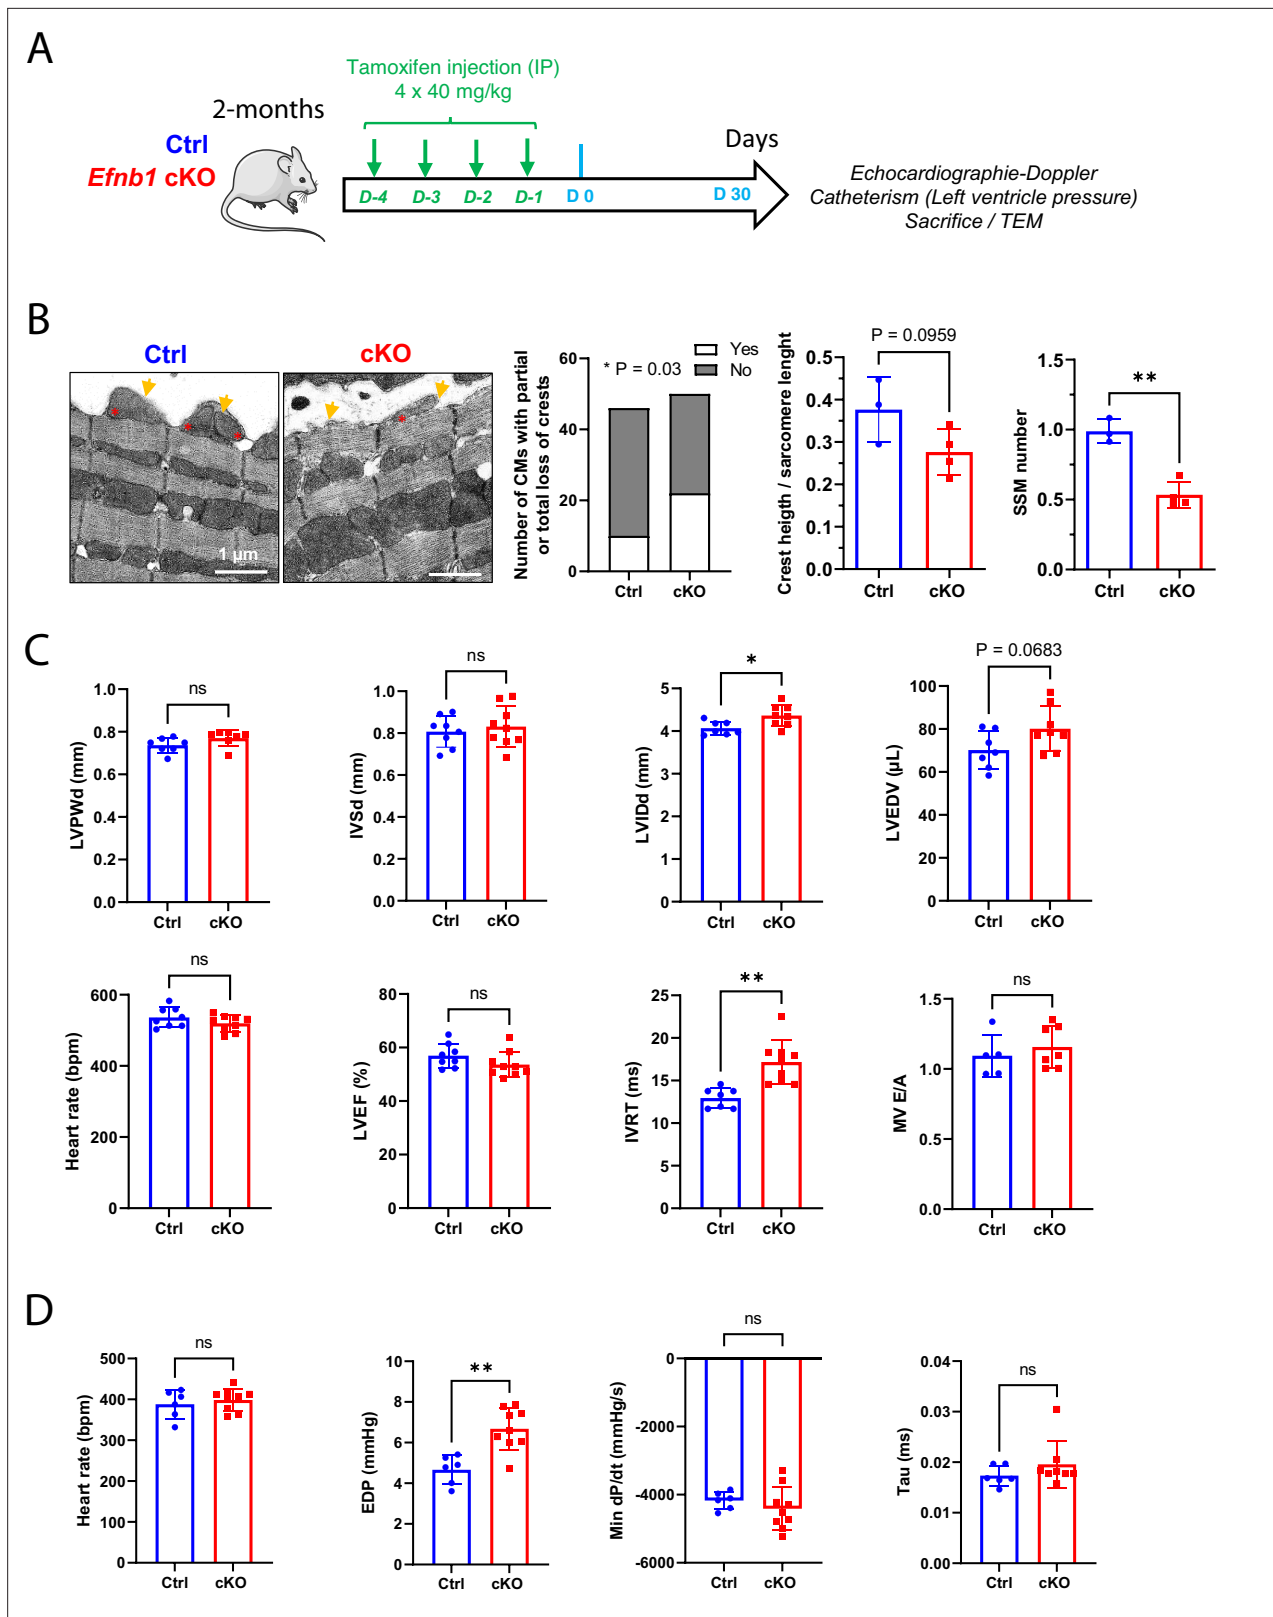 A
Tamoxifen injection (IP)
4 x 40 mg/kg
2-months
Ctrl
Efnb1 cKO
Days
D-4 D-3 D-2 D-1 D 0 D 30
Echocardiographie-Doppler
Catheterism (Left ventricle pressure)
Sacrifice / TEM
B
Ctrl
cKO
1 µm
Number of CMs with partial
or total loss of crests
60
40
20
0
* P = 0.03
Yes
No
Ctrl cKO
P = 0.0959
Crest heigth / sarcomere lenght
0.5
0.4
0.3
0.2
0.1
0.0
Ctrl cKO
**
SSM number
1.5
1.0
0.5
0.0
Ctrl cKO
C
ns
LVPWd (mm)
1.0
0.8
0.6
0.4
0.2
0.0
Ctrl cKO
ns
IVSd (mm)
1.0
0.8
0.6
0.4
0.2
0.0
Ctrl cKO
*
LVIDd (mm)
5
4
3
2
1
0
Ctrl cKO
P = 0.0683
LVEDV (µL)
100
80
60
40
20
0
Ctrl cKO
ns
Heart rate (bpm)
600
400
200
0
Ctrl cKO
ns
LVEF (%)
80
60
40
20
0
Ctrl cKO
**
IVRT (ms)
25
20
15
10
5
0
Ctrl cKO
ns
MV E/A
1.5
1.0
0.5
0.0
Ctrl cKO
D
ns
Heart rate (bpm)
500
400
300
200
100
0
Ctrl cKO
**
EDP (mmHg)
10
8
6
4
2
0
Ctrl cKO
ns
Min dP/dt (mmHg/s)
0
-2000
-4000
-6000
Ctrl cKO
ns
Tau (ms)
0.04
0.03
0.02
0.01
0.00
Ctrl cKO